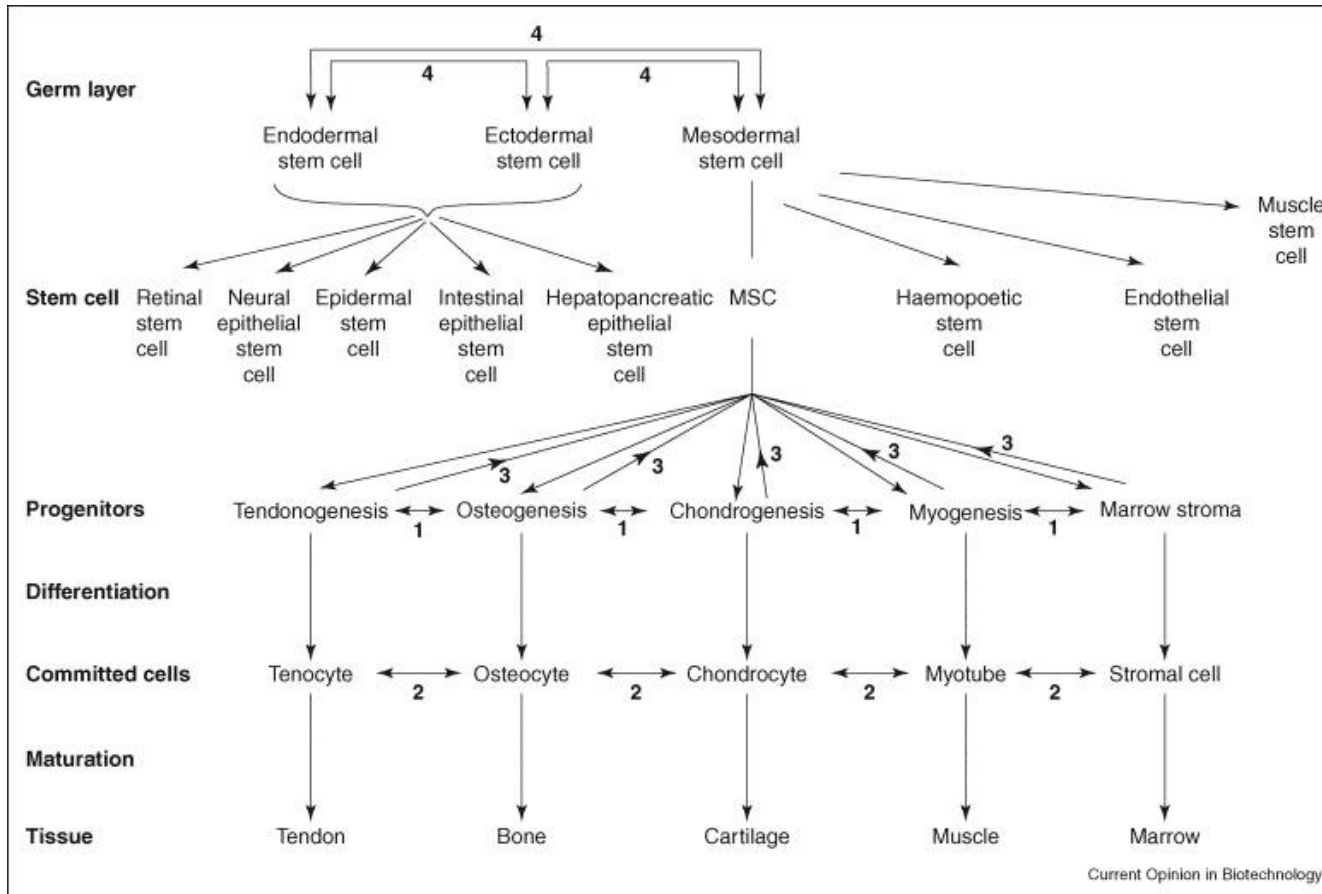 4
4 4
Germ layer
Endodermal Ectodermal Mesodermal
stem cell stem cell stem cell
Muscle
stem
cell
Stem cell Retinal Neural Epidermal Intestinal Hepatopancreatic MSC Haemopoetic Endothelial
stem epithelial stem epithelial epithelial stem stem
cell stem cell stem stem cell cell
cell cell cell
3 3 3 3 3
Progenitors Tendonogenesis Osteogenesis Chondrogenesis Myogenesis Marrow stroma
1 1 1 1
Differentiation
Committed cells Tenocyte Osteocyte Chondrocyte Myotube Stromal cell
2 2 2 2
Maturation
Tissue Tendon Bone Cartilage Muscle Marrow
Current Opinion in Biotechnology